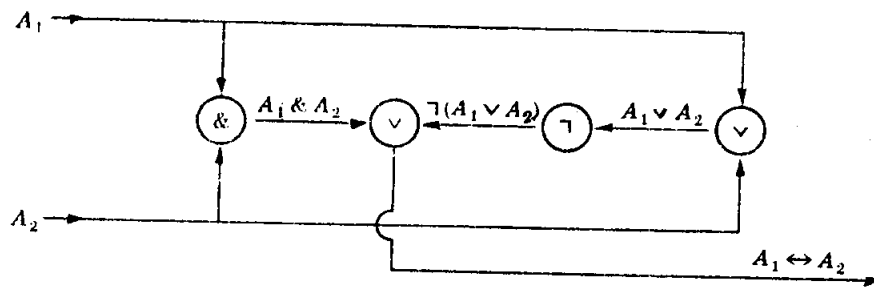 A₁
& A₁ & A₂ ∨ ¬(A₁ ∨ A₂) ¬ A₁ ∨ A₂ ∨
A₂
A₁ ↔ A₂